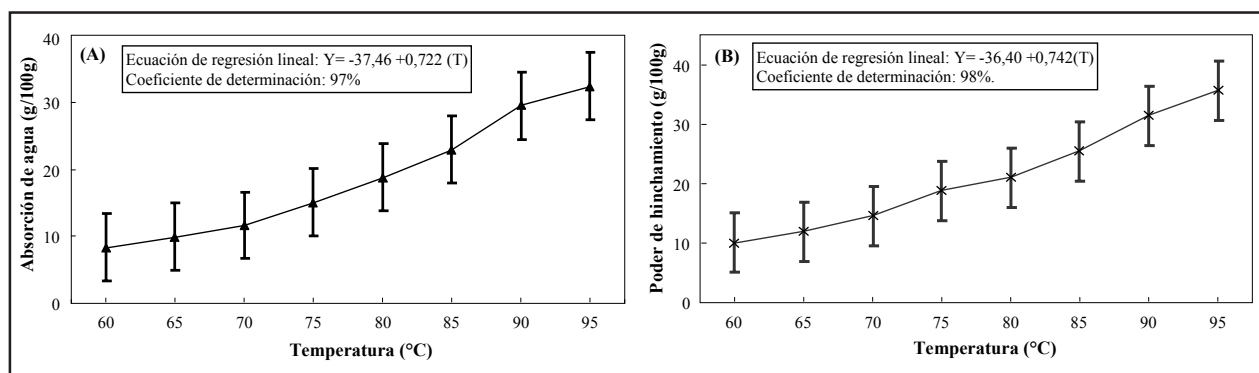 (A)
Ecuación de regresión lineal: Y= -37,46 +0,722 (T)
Coeficiente de determinación: 97%
Absorción de agua (g/100g)
40
30
20
10
0
60 65 70 75 80 85 90 95
Temperatura (°C)
(B)
Ecuación de regresión lineal: Y= -36,40 +0,742(T)
Coeficiente de determinación: 98%.
Poder de hinchamiento (g/100g)
40
30
20
10
0
60 65 70 75 80 85 90 95
Temperatura (°C)